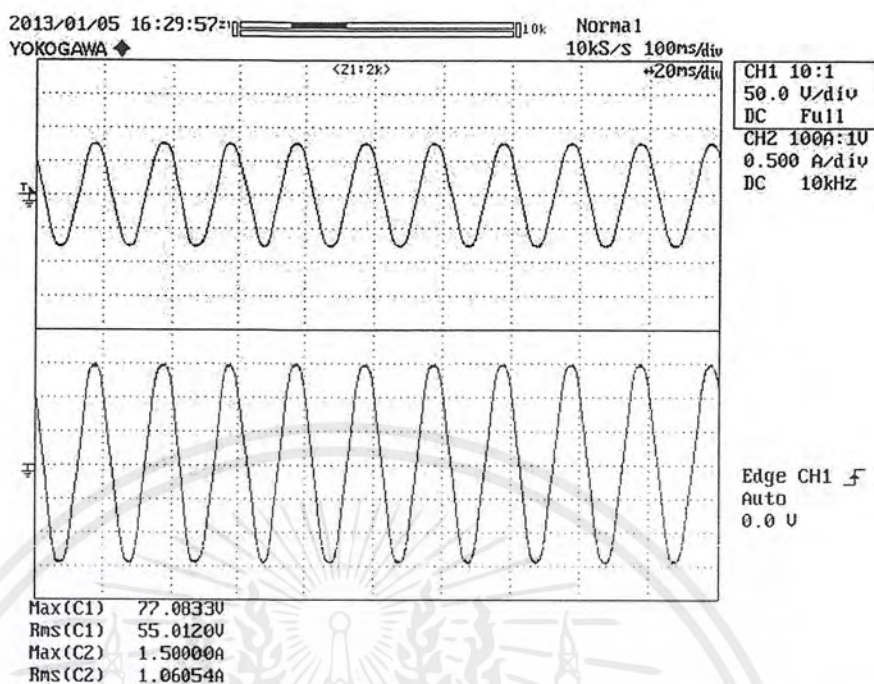 2013/01/05 16:29:57 10k Normal
YOKOGAWA 10kS/s 100ms/div
<Z1:2k> ↔20ms/div
CH1 10:1
50.0 V/div
DC Full
CH2 100A:1V
0.500 A/div
DC 10kHz
T
Edge CH1
Auto
0.0 V
Max(C1) 77.0833V
Rms(C1) 55.0120V
Max(C2) 1.50000A
Rms(C2) 1.06054A